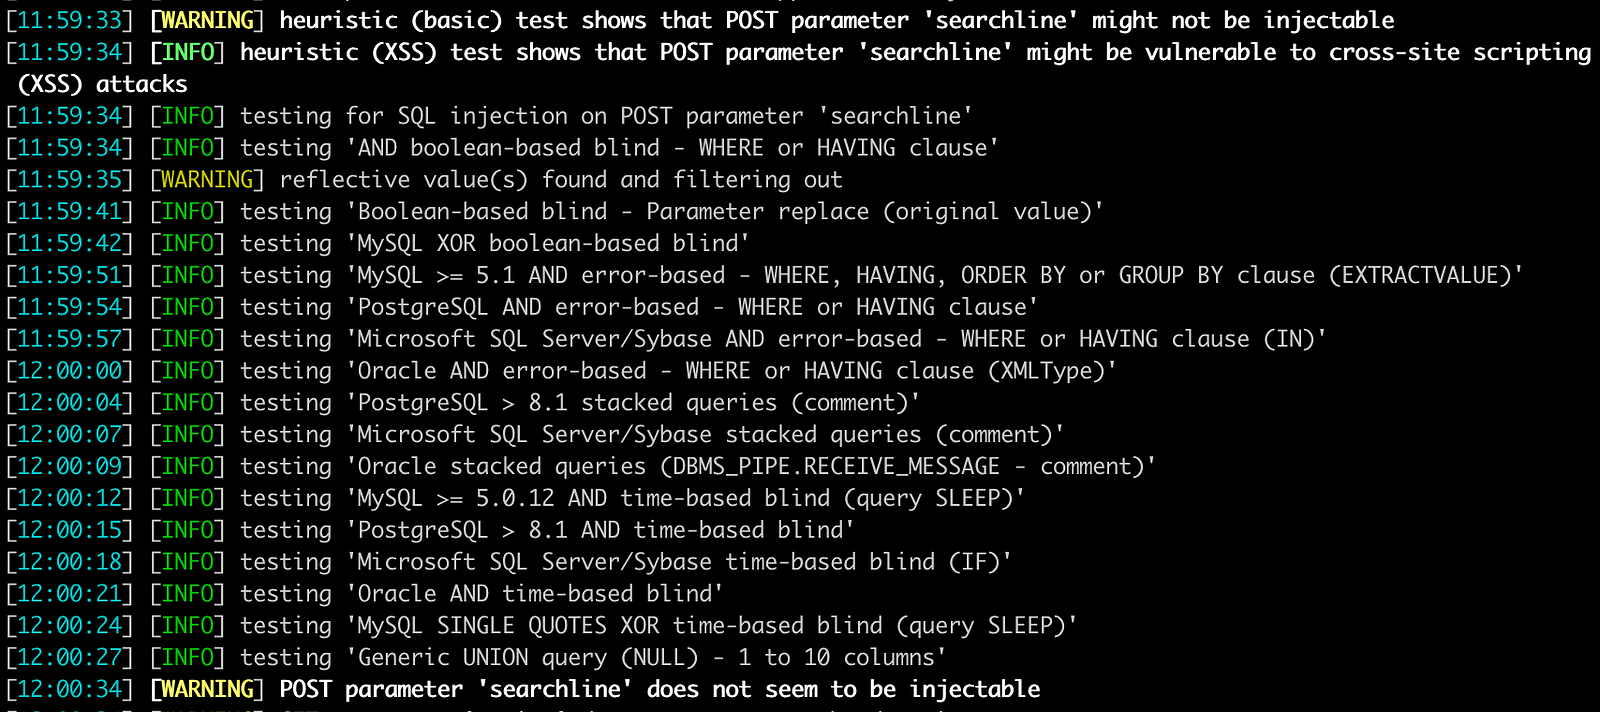 [11:59:33] [WARNING] heuristic (basic) test shows that POST parameter 'searchline' might not be injectable
[11:59:34] [INFO] heuristic (XSS) test shows that POST parameter 'searchline' might be vulnerable to cross-site scripting
(XSS) attacks
[11:59:34] [INFO] testing for SQL injection on POST parameter 'searchline'
[11:59:34] [INFO] testing 'AND boolean-based blind - WHERE or HAVING clause'
[11:59:35] [WARNING] reflective value(s) found and filtering out
[11:59:41] [INFO] testing 'Boolean-based blind - Parameter replace (original value)'
[11:59:42] [INFO] testing 'MySQL XOR boolean-based blind'
[11:59:51] [INFO] testing 'MySQL >= 5.1 AND error-based - WHERE, HAVING, ORDER BY or GROUP BY clause (EXTRACTVALUE)'
[11:59:54] [INFO] testing 'PostgreSQL AND error-based - WHERE or HAVING clause'
[11:59:57] [INFO] testing 'Microsoft SQL Server/Sybase AND error-based - WHERE or HAVING clause (IN)'
[12:00:00] [INFO] testing 'Oracle AND error-based - WHERE or HAVING clause (XMLType)'
[12:00:04] [INFO] testing 'PostgreSQL > 8.1 stacked queries (comment)'
[12:00:07] [INFO] testing 'Microsoft SQL Server/Sybase stacked queries (comment)'
[12:00:09] [INFO] testing 'Oracle stacked queries (DBMS_PIPE.RECEIVE_MESSAGE - comment)'
[12:00:12] [INFO] testing 'MySQL >= 5.0.12 AND time-based blind (query SLEEP)'
[12:00:15] [INFO] testing 'PostgreSQL > 8.1 AND time-based blind'
[12:00:18] [INFO] testing 'Microsoft SQL Server/Sybase time-based blind (IF)'
[12:00:21] [INFO] testing 'Oracle AND time-based blind'
[12:00:24] [INFO] testing 'MySQL SINGLE QUOTES XOR time-based blind (query SLEEP)'
[12:00:27] [INFO] testing 'Generic UNION query (NULL) - 1 to 10 columns'
[12:00:34] [WARNING] POST parameter 'searchline' does not seem to be injectable